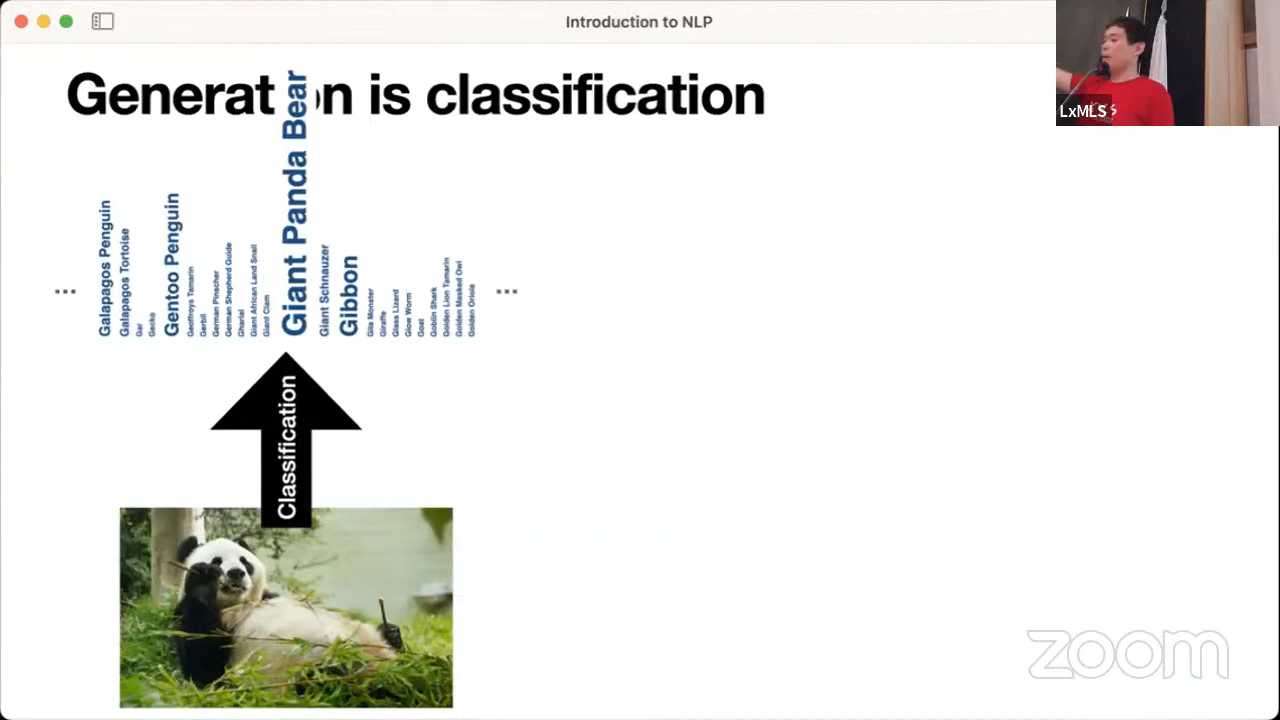 Introduction to NLP
LxMLS
Generation is classification
...
Galapagos Penguin
Galapagos Tortoise
Gar
Gecko
Gentoo Penguin
Geoffroys Tamarin
Gerbil
German Pinscher
German Shepherd Guide
Gharial
Giant African Land Snail
Giant Clam
Giant Panda Bear
Giant Schnauzer
Gibbon
Gila Monster
Giraffe
Glass Lizard
Glow Worm
Goat
Goblin Shark
Golden Lion Tamarin
Golden Masked Owl
Golden Oriole
...
Classification
zoom